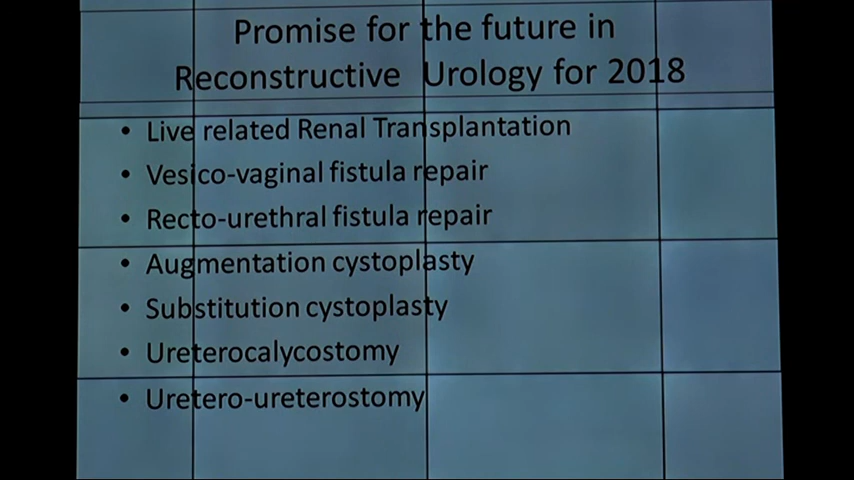 Promise for the future in
Reconstructive Urology for 2018
• Live related Renal Transplantation
• Vesico-vaginal fistula repair
• Recto-urethral fistula repair
• Augmentation cystoplasty
• Substitution cystoplasty
• Ureterocalycostomy
• Uretero-ureterostomy